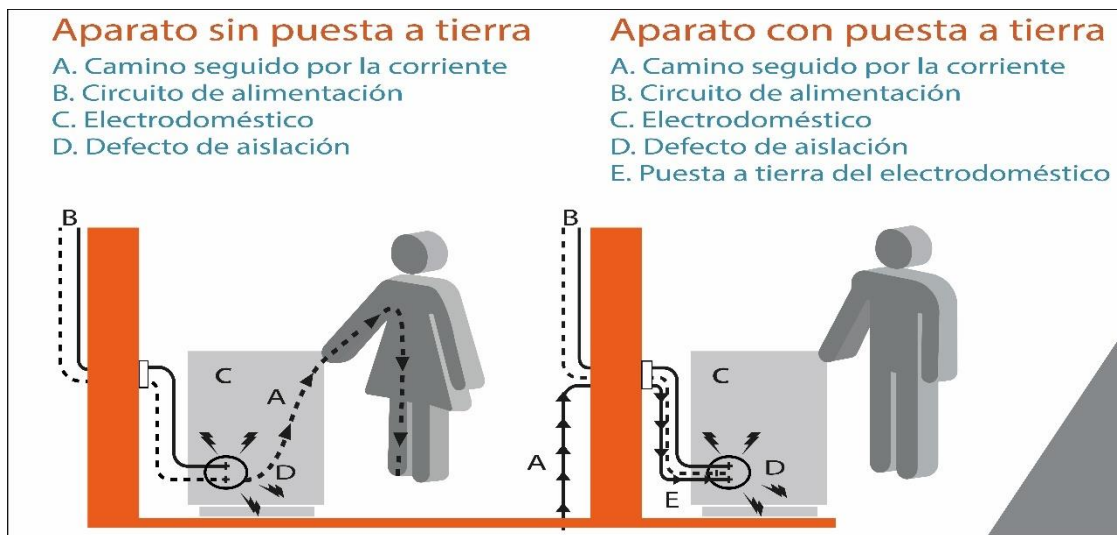 Aparato sin puesta a tierra
A. Camino seguido por la corriente
B. Circuito de alimentación
C. Electrodoméstico
D. Defecto de aislación
Aparato con puesta a tierra
A. Camino seguido por la corriente
B. Circuito de alimentación
C. Electrodoméstico
D. Defecto de aislación
E. Puesta a tierra del electrodoméstico
B
C
A
D
B
C
A
D
E